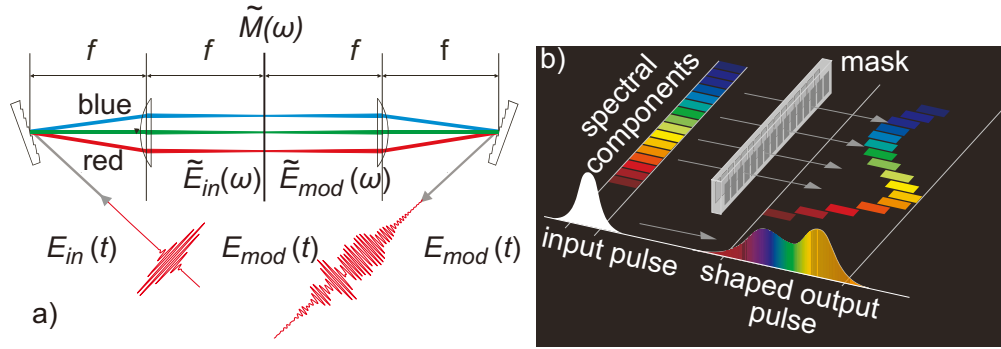 M̃(ω)
f f f f
blue
red
Ẽin(ω) Ẽmod(ω)
Ein(t) Emod(t) Emod(t)
a)
b)
spectral
components
mask
input pulse
shaped output
pulse